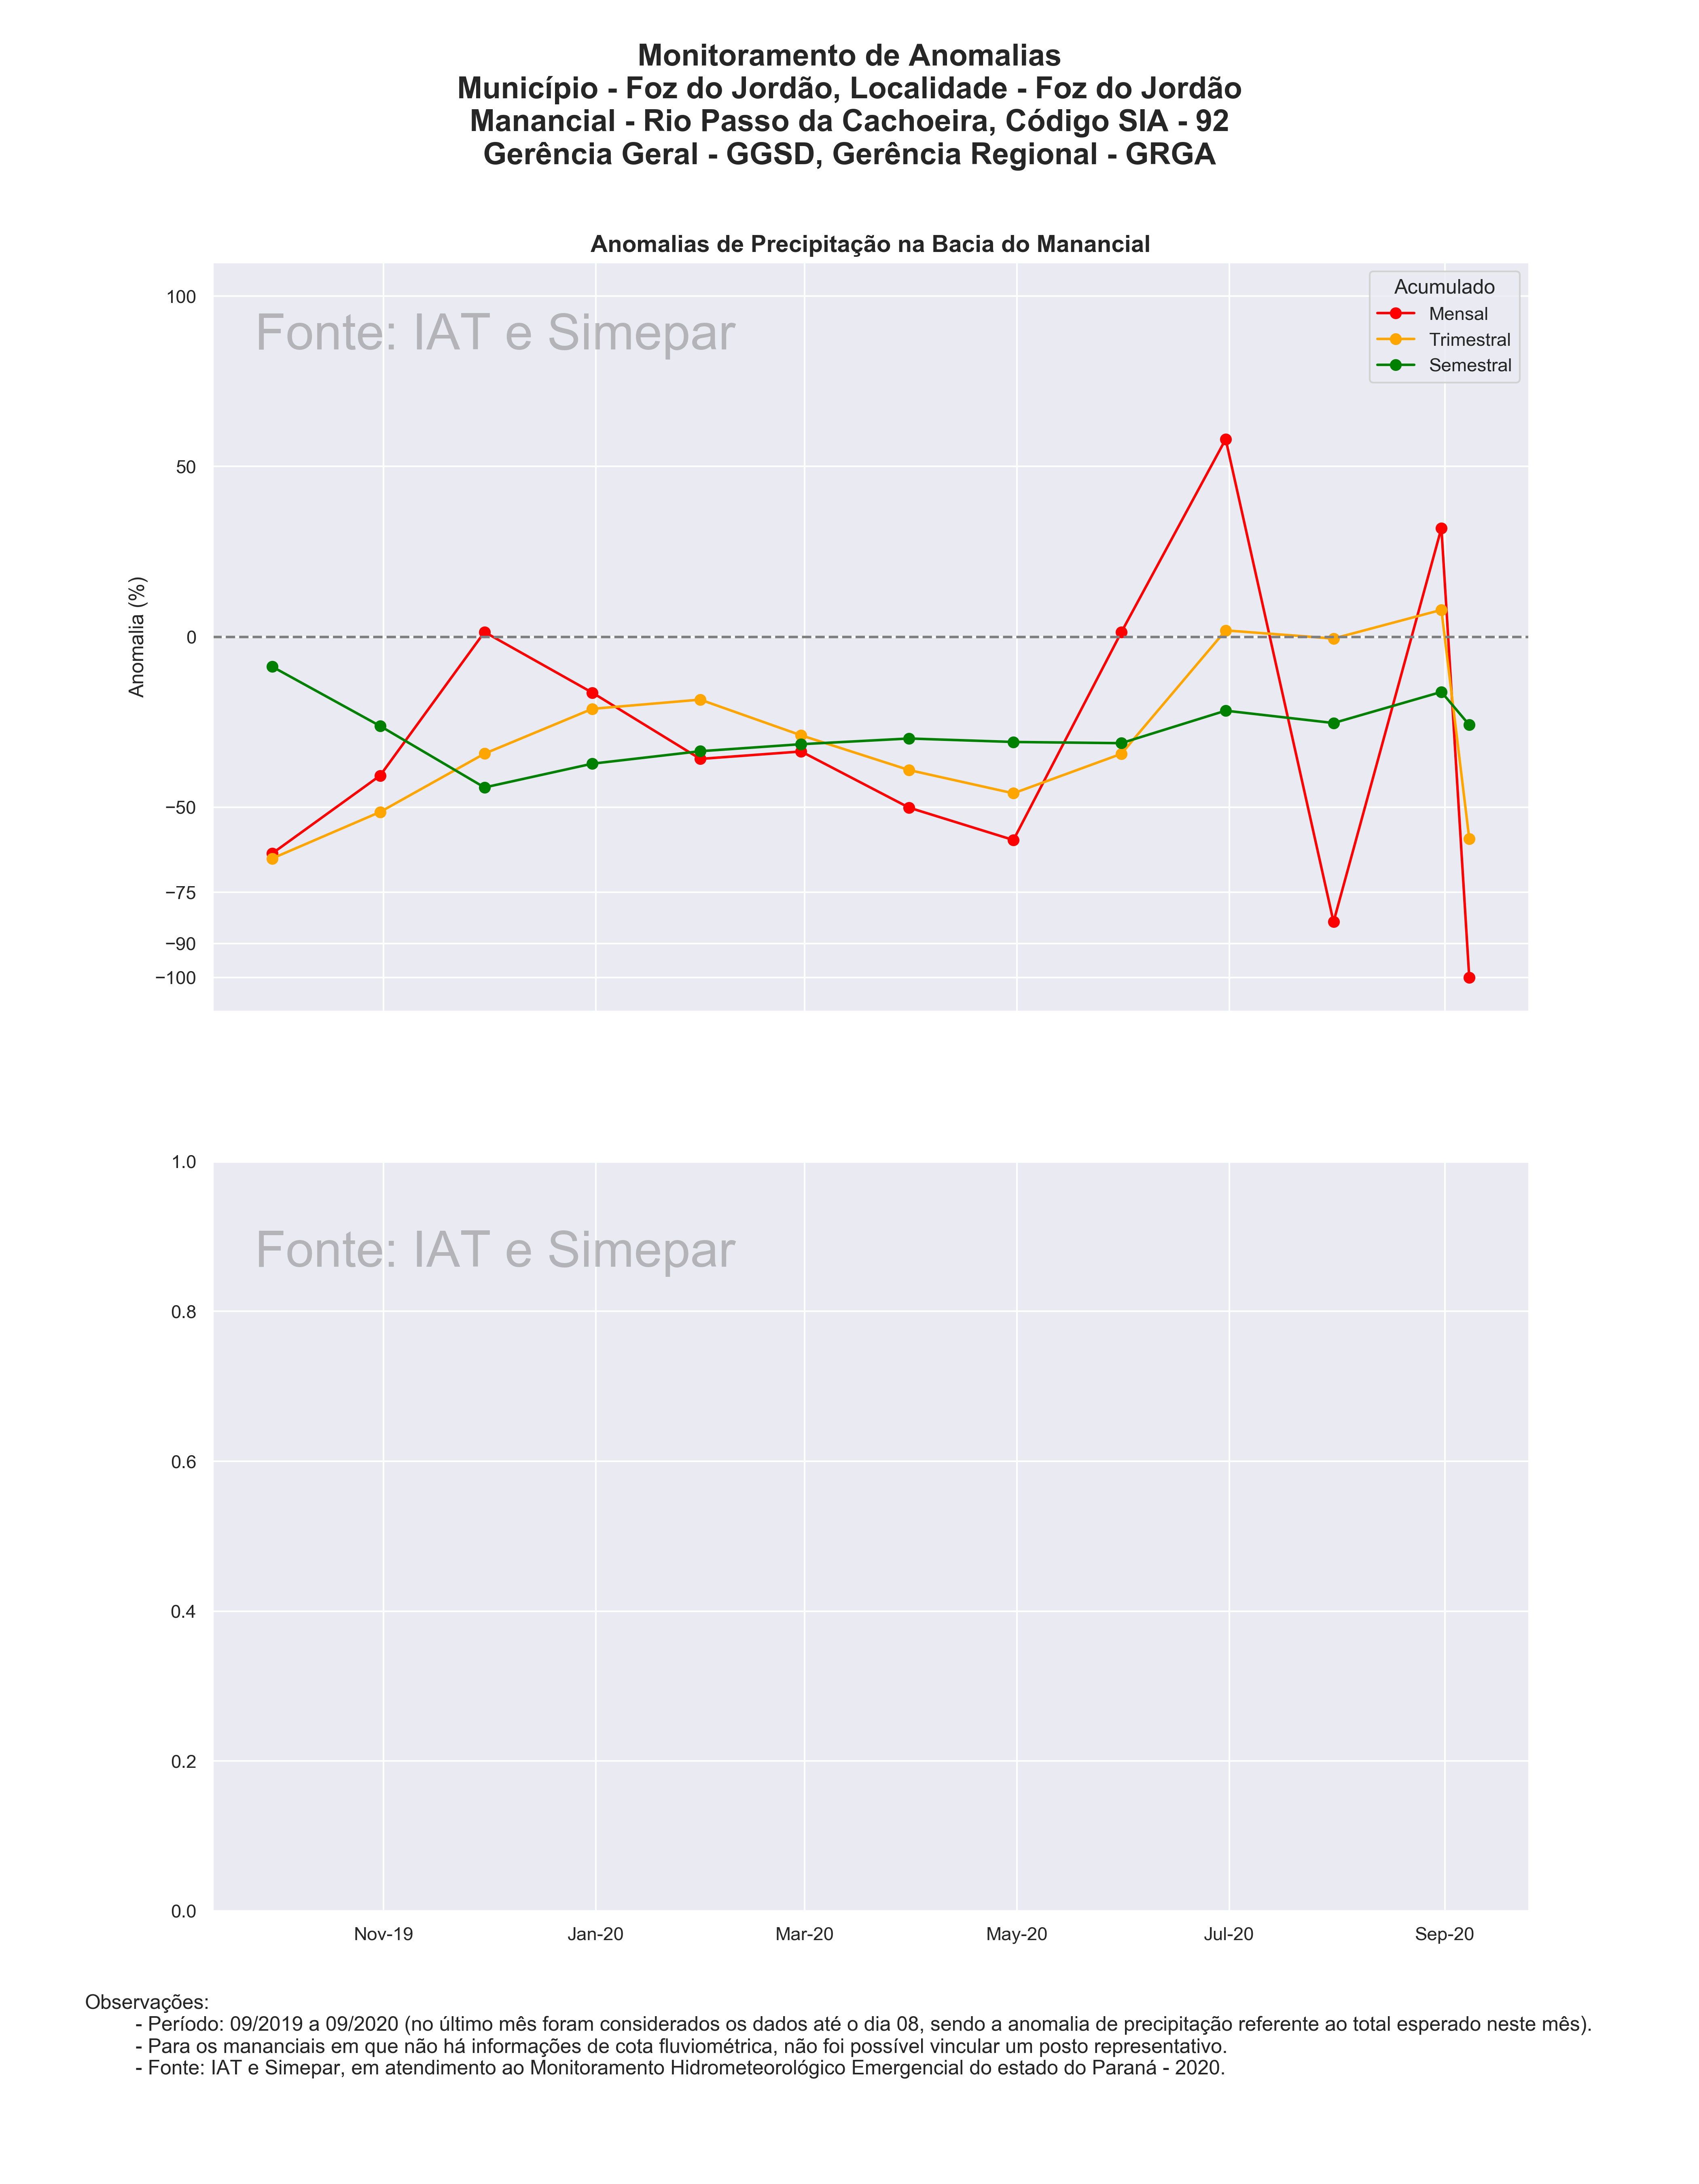 Monitoramento de Anomalias
Município - Foz do Jordão, Localidade - Foz do Jordão
Manancial - Rio Passo da Cachoeira, Código SIA - 92
Gerência Geral - GGSD, Gerência Regional - GRGA
Anomalias de Precipitação na Bacia do Manancial
Fonte: IAT e Simepar
Acumulado
Mensal
Trimestral
Semestral
Anomalia (%)
100
50
0
−50
−75
−90
−100
Fonte: IAT e Simepar
1.0
0.8
0.6
0.4
0.2
0.0
Nov-19 Jan-20 Mar-20 May-20 Jul-20 Sep-20
Observações:
- Período: 09/2019 a 09/2020 (no último mês foram considerados os dados até o dia 08, sendo a anomalia de precipitação referente ao total esperado neste mês).
- Para os mananciais em que não há informações de cota fluviométrica, não foi possível vincular um posto representativo.
- Fonte: IAT e Simepar, em atendimento ao Monitoramento Hidrometeorológico Emergencial do estado do Paraná - 2020.